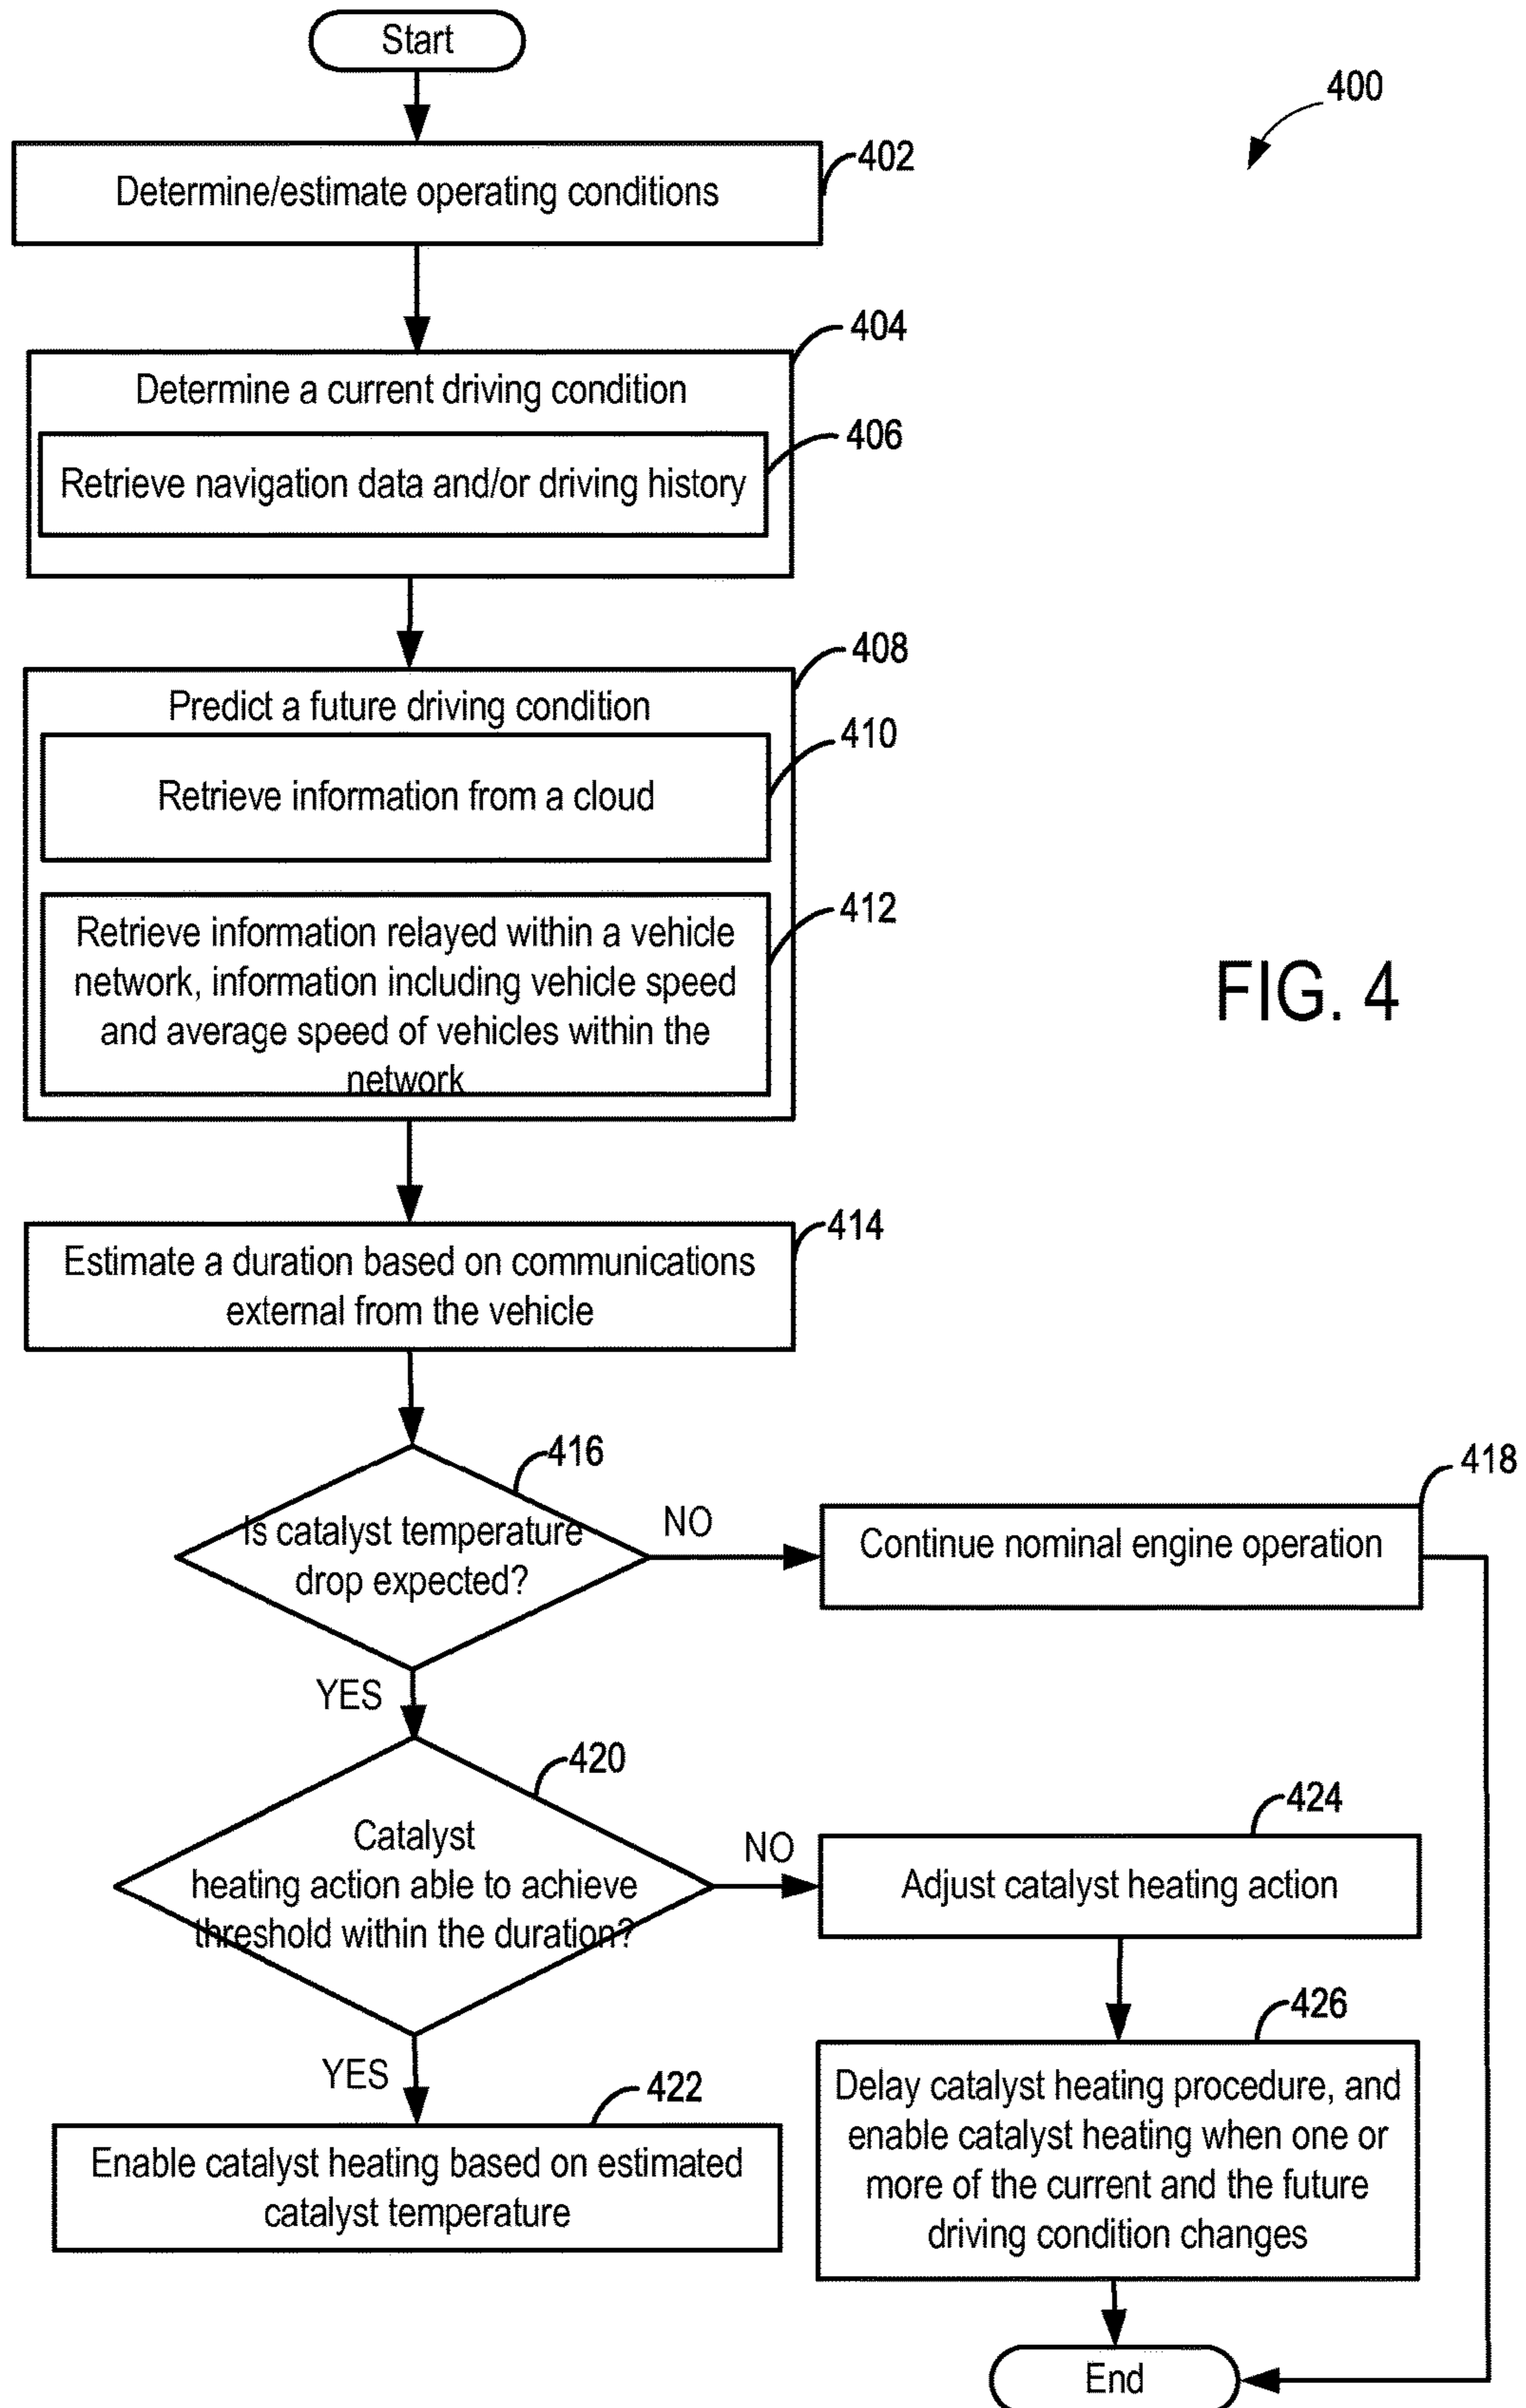 Start
400
402
Determine/estimate operating conditions
404
Determine a current driving condition
406
Retrieve navigation data and/or driving history
408
Predict a future driving condition
410
Retrieve information from a cloud
412
Retrieve information relayed within a vehicle
network, information including vehicle speed
and average speed of vehicles within the
network
FIG. 4
414
Estimate a duration based on communications
external from the vehicle
416
Is catalyst temperature
drop expected?
NO
418
Continue nominal engine operation
YES
420
Catalyst
heating action able to achieve
threshold within the duration?
NO
424
Adjust catalyst heating action
YES
422
Enable catalyst heating based on estimated
catalyst temperature
426
Delay catalyst heating procedure, and
enable catalyst heating when one or
more of the current and the future
driving condition changes
End